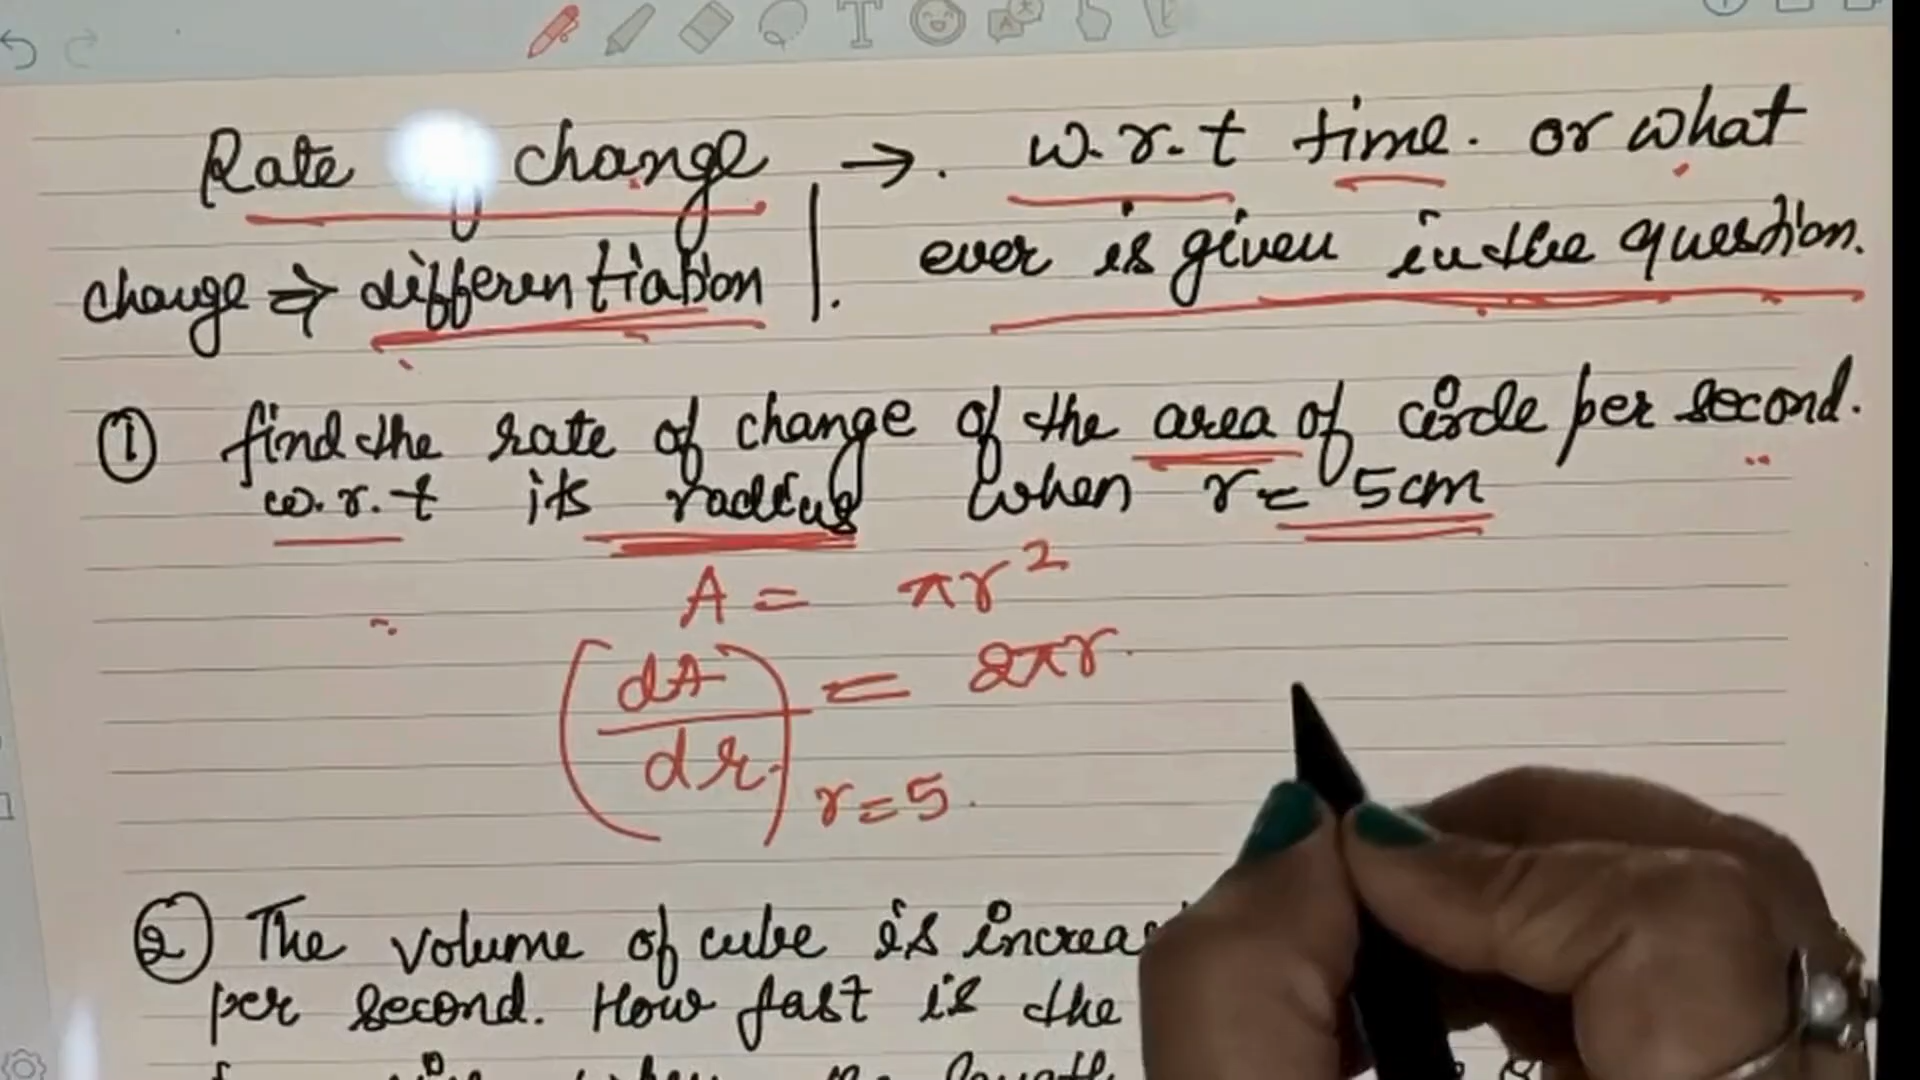 Rate of change → . w.r.t time. or what
change ⇒ differentiation | . ever is given in the question.
① find the rate of change of the area of circle per second.
w.r.t its radius when r = 5cm
A = πr²
(dA/dr)r=5 = 2πr
② The volume of cube is
per second. How fast is the